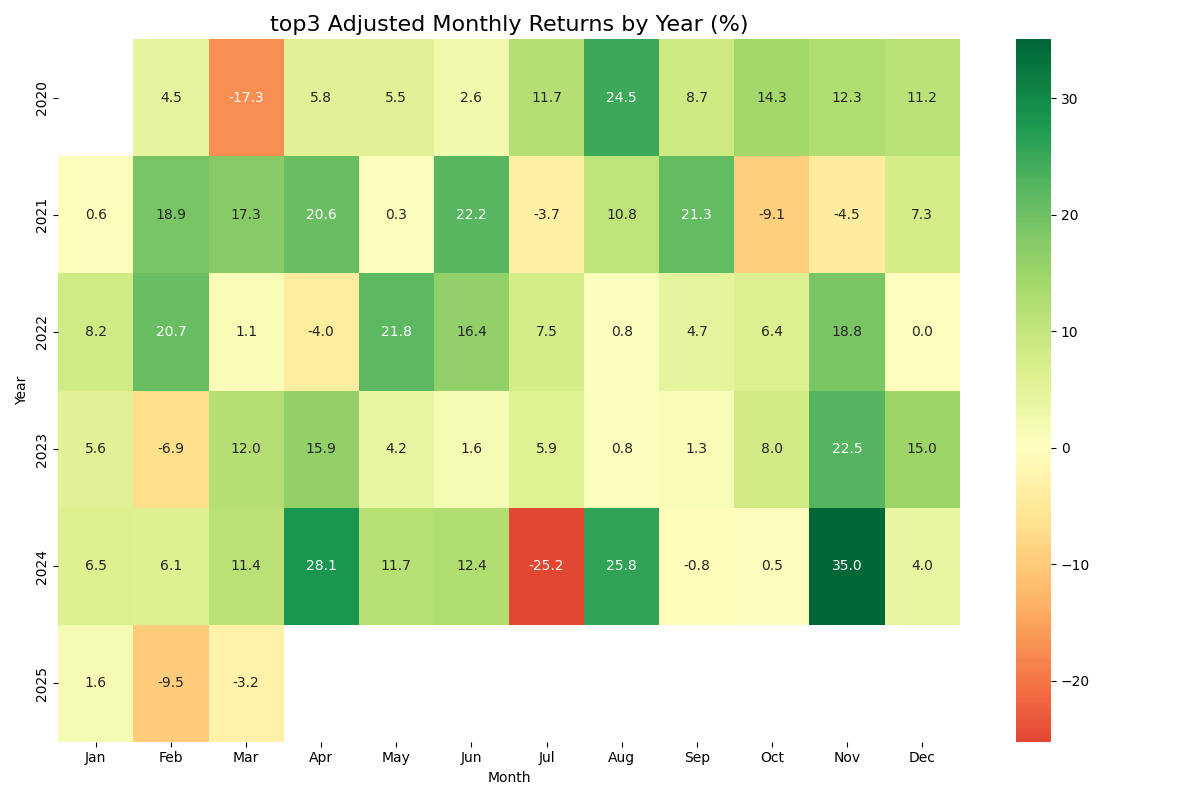 top3 Adjusted Monthly Returns by Year (%)
2020 4.5 -17.3 5.8 5.5 2.6 11.7 24.5 8.7 14.3 12.3 11.2
2021 0.6 18.9 17.3 20.6 0.3 22.2 -3.7 10.8 21.3 -9.1 -4.5 7.3
2022 8.2 20.7 1.1 -4.0 21.8 16.4 7.5 0.8 4.7 6.4 18.8 0.0
2023 5.6 -6.9 12.0 15.9 4.2 1.6 5.9 0.8 1.3 8.0 22.5 15.0
2024 6.5 6.1 11.4 28.1 11.7 12.4 -25.2 25.8 -0.8 0.5 35.0 4.0
2025 1.6 -9.5 -3.2
Year
Jan Feb Mar Apr May Jun Jul Aug Sep Oct Nov Dec
Month
30
20
10
0
−10
−20